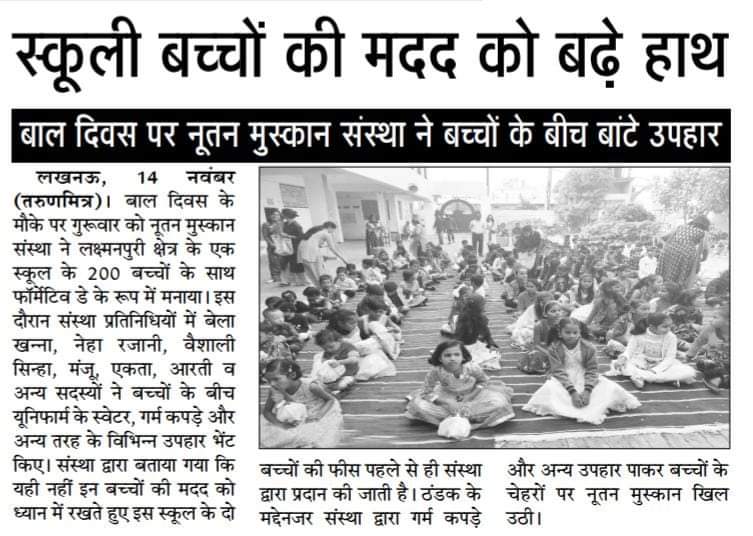 स्कूली बच्चों की मदद को बढ़े हाथ
बाल दिवस पर नूतन मुस्कान संस्था ने बच्चों के बीच बांटे उपहार
लखनऊ, 14 नवंबर
(तरुणमित्र)। बाल दिवस के
मौके पर गुरूवार को नूतन मुस्कान
संस्था ने लक्ष्मनपुरी क्षेत्र के एक
स्कूल के 200 बच्चों के साथ
फॉर्मेटिव डे के रूप में मनाया। इस
दौरान संस्था प्रतिनिधियों में बेला
खन्ना, नेहा रजानी, वैशाली
सिन्हा, मंजू, एकता, आरती व
अन्य सदस्यों ने बच्चों के बीच
यूनिफार्म के स्वेटर, गर्म कपड़े और
अन्य तरह के विभिन्न उपहार भेंट
किए। संस्था द्वारा बताया गया कि
यही नहीं इन बच्चों की मदद को
ध्यान में रखते हुए इस स्कूल के दो
बच्चों की फीस पहले से ही संस्था
द्वारा प्रदान की जाती है। ठंडक के
मद्देनजर संस्था द्वारा गर्म कपड़े
और अन्य उपहार पाकर बच्चों के
चेहरों पर नूतन मुस्कान खिल
उठी।